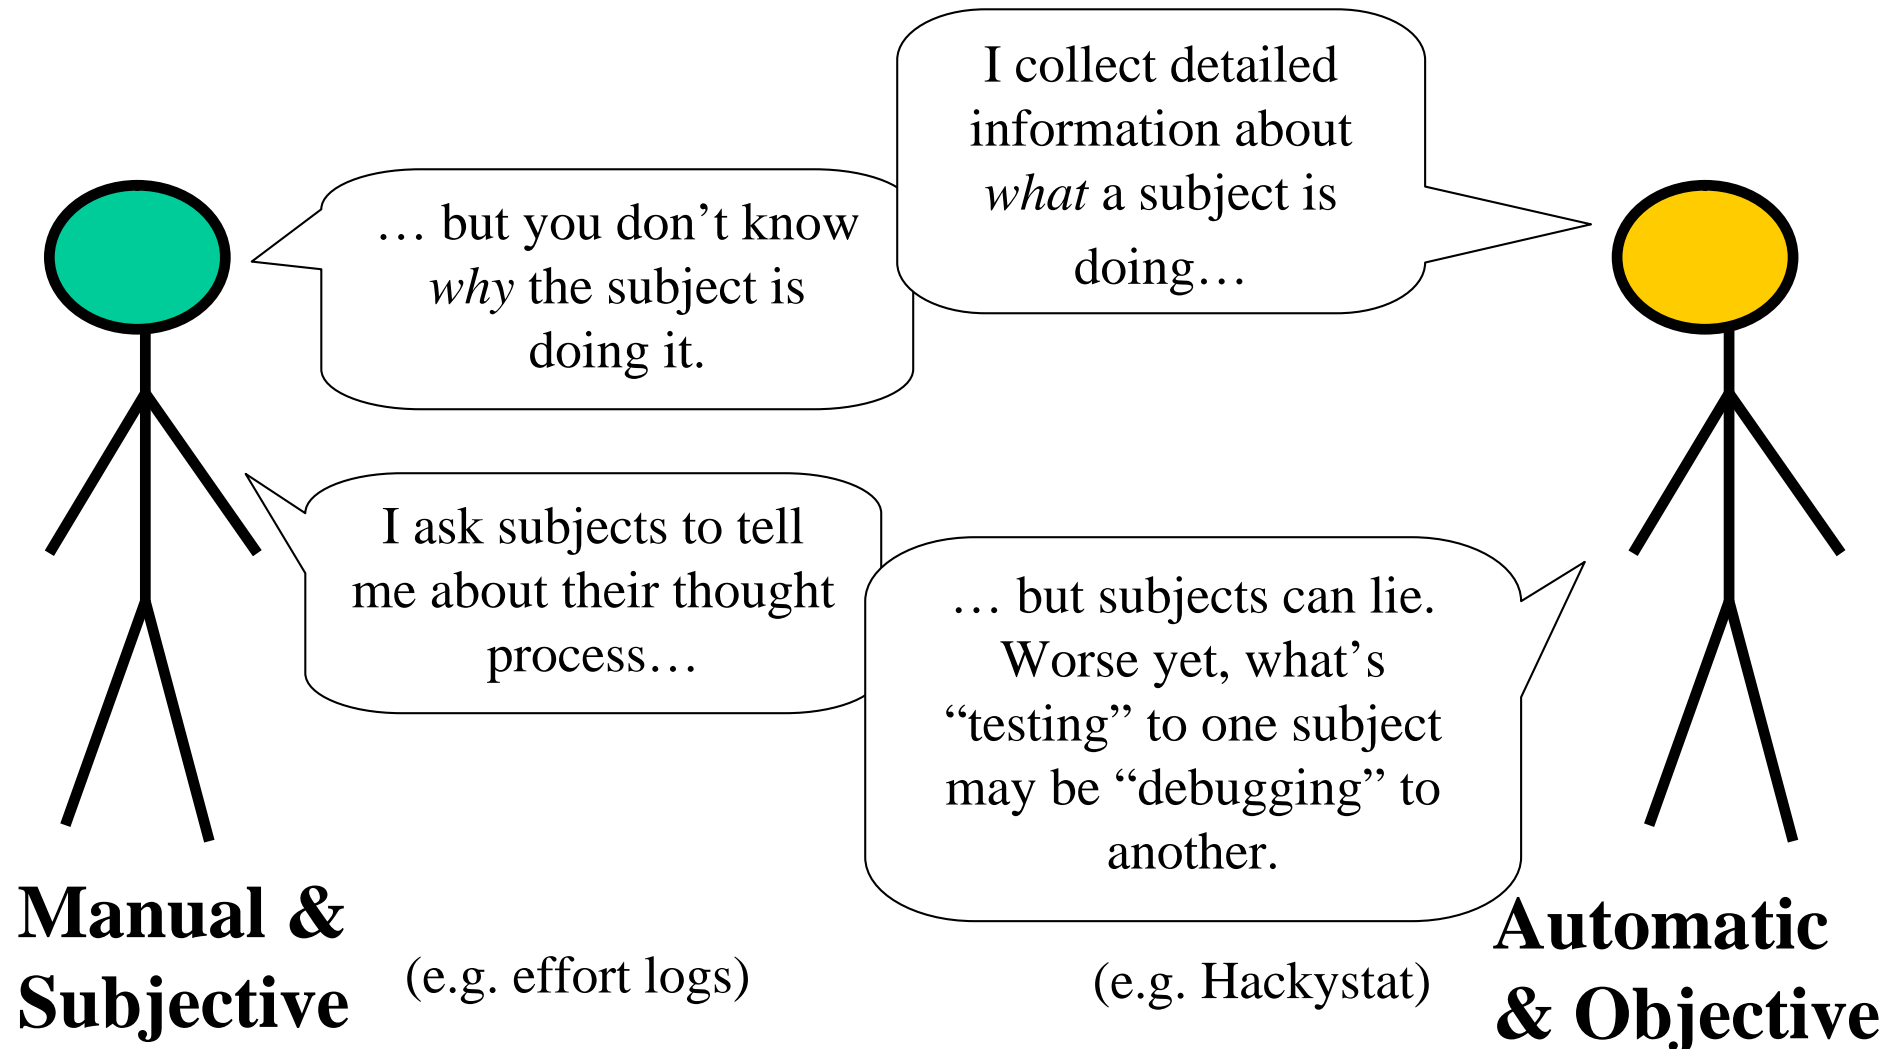 I collect detailed
information about
what a subject is
doing…
… but you don’t know
why the subject is
doing it.
I ask subjects to tell
me about their thought
process…
… but subjects can lie.
Worse yet, what’s
“testing” to one subject
may be “debugging” to
another.
Manual &
Subjective
(e.g. effort logs)
(e.g. Hackystat)
Automatic
& Objective